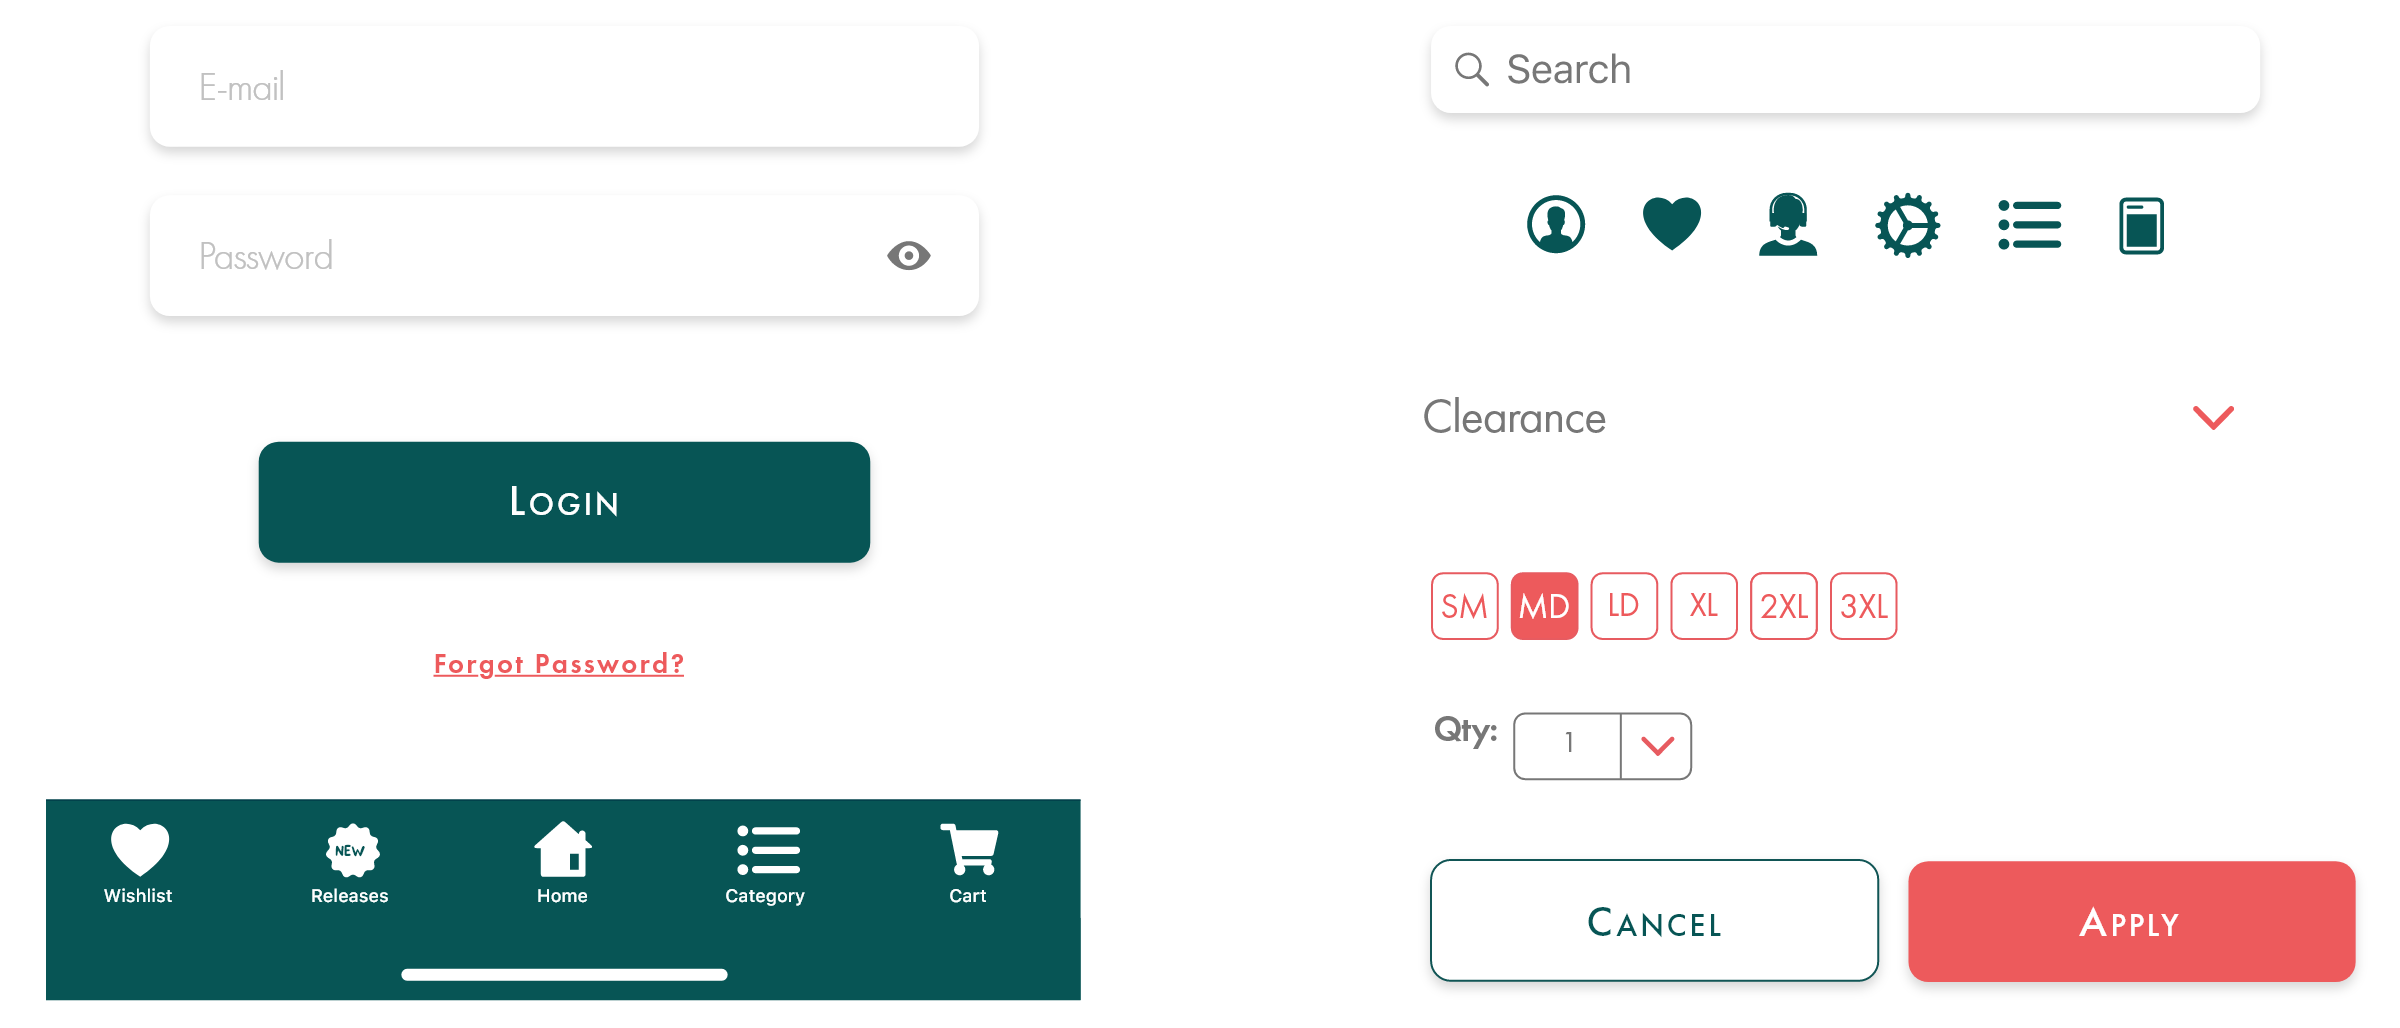 E-mail
Password
Login
Forgot Password?
NEW
Wishlist
Releases
Home
Category
Cart
Search
Clearance
SM
MD
LD
XL
2XL
3XL
Qty:
1
Cancel
Apply